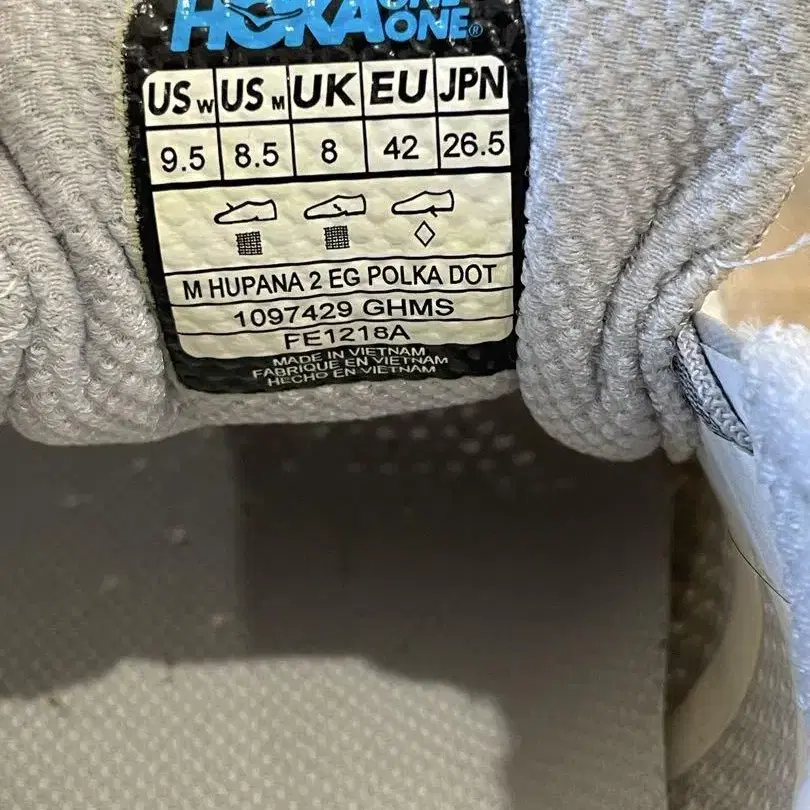 HOKA ONE ONE®
US W US M UK EU JPN
9.5 8.5 8 42 26.5
M HUPANA 2 EG POLKA DOT
1097429 GHMS
FE1218A
MADE IN VIETNAM
FABRIQUE EN VIETNAM
HECHO EN VIETNAM